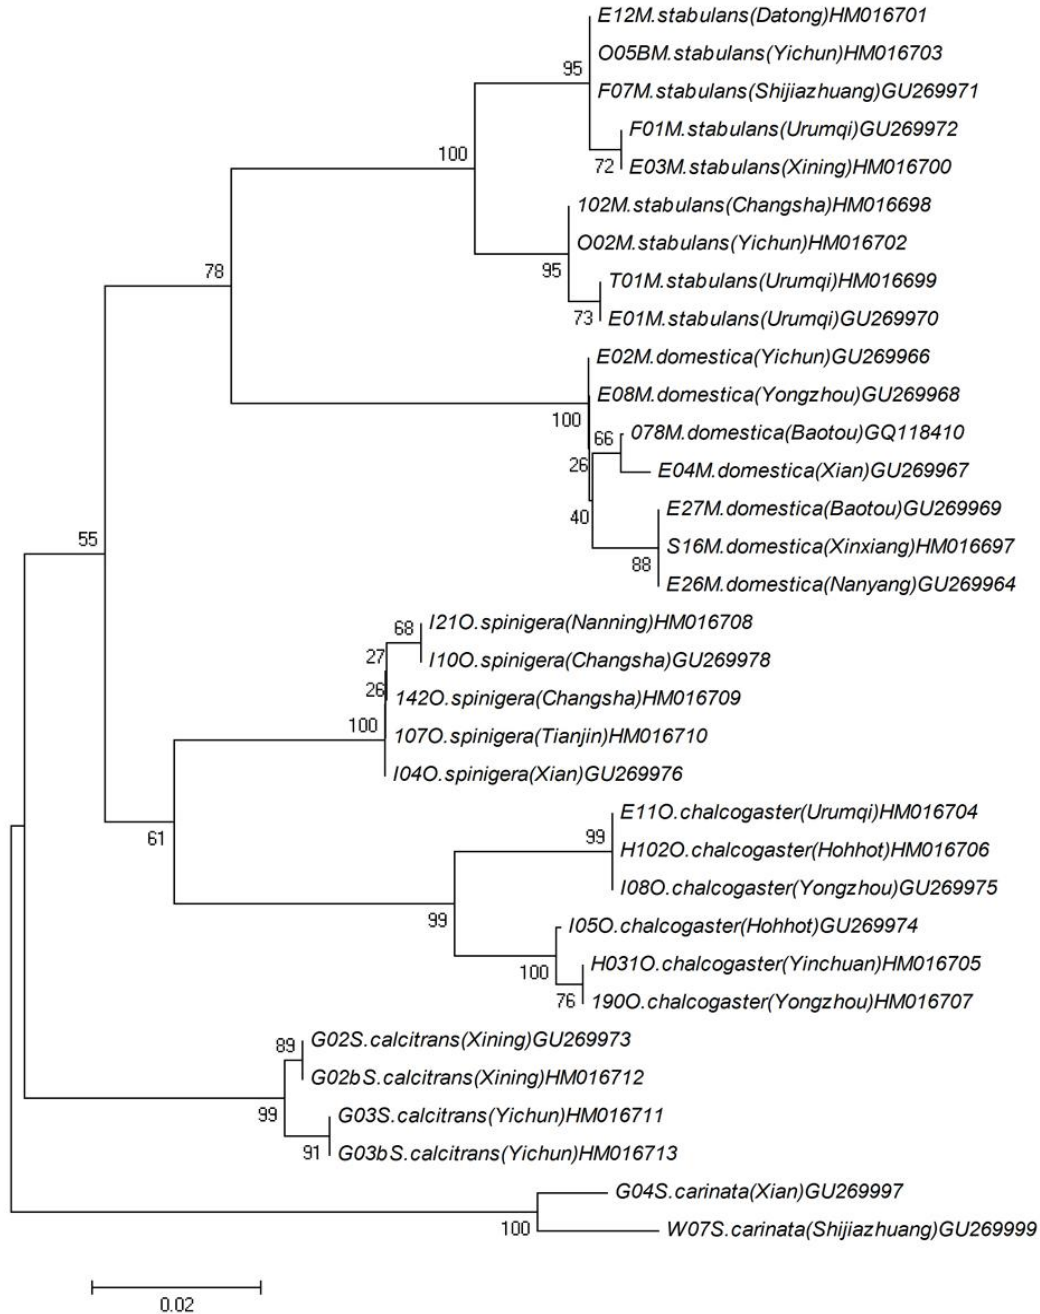 E12M.stabulans(Datong)HM016701
O05BM.stabulans(Yichun)HM016703
95
F07M.stabulans(Shijiazhuang)GU269971
F01M.stabulans(Urumqi)GU269972
100
72
E03M.stabulans(Xining)HM016700
102M.stabulans(Changsha)HM016698
O02M.stabulans(Yichun)HM016702
78
95
T01M.stabulans(Urumqi)HM016699
73
E01M.stabulans(Urumqi)GU269970
E02M.domestica(Yichun)GU269966
E08M.domestica(Yongzhou)GU269968
100
078M.domestica(Baotou)GQ118410
66
26
E04M.domestica(Xian)GU269967
E27M.domestica(Baotou)GU269969
40
55
S16M.domestica(Xinxiang)HM016697
88
E26M.domestica(Nanyang)GU269964
68
I21O.spinigera(Nanning)HM016708
27
I10O.spinigera(Changsha)GU269978
26
142O.spinigera(Changsha)HM016709
100
107O.spinigera(Tianjin)HM016710
I04O.spinigera(Xian)GU269976
E11O.chalcogaster(Urumqi)HM016704
61
99
H102O.chalcogaster(Hohhot)HM016706
I08O.chalcogaster(Yongzhou)GU269975
99
I05O.chalcogaster(Hohhot)GU269974
100
H031O.chalcogaster(Yinchuan)HM016705
76
190O.chalcogaster(Yongzhou)HM016707
89
G02S.calcitrans(Xining)GU269973
G02bS.calcitrans(Xining)HM016712
99
G03S.calcitrans(Yichun)HM016711
91
G03bS.calcitrans(Yichun)HM016713
G04S.carinata(Xian)GU269997
100
W07S.carinata(Shijiazhuang)GU269999
0.02